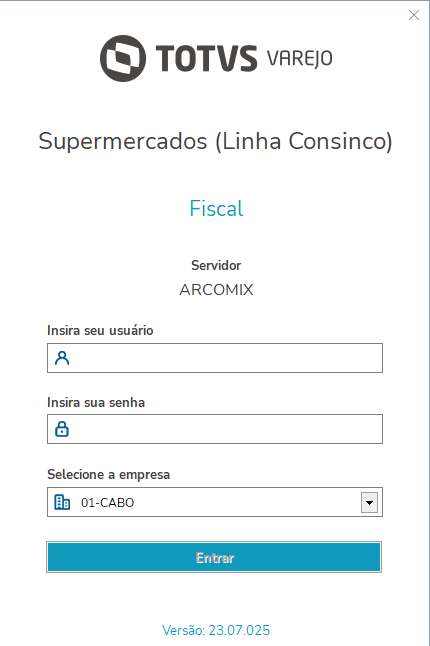 TOTVS VAREJO
Supermercados (Linha Consinco)
Fiscal
Servidor
ARCOMIX
Insira seu usuário
Insira sua senha
Selecione a empresa
01-CABO
Entrar
Versão: 23.07.025